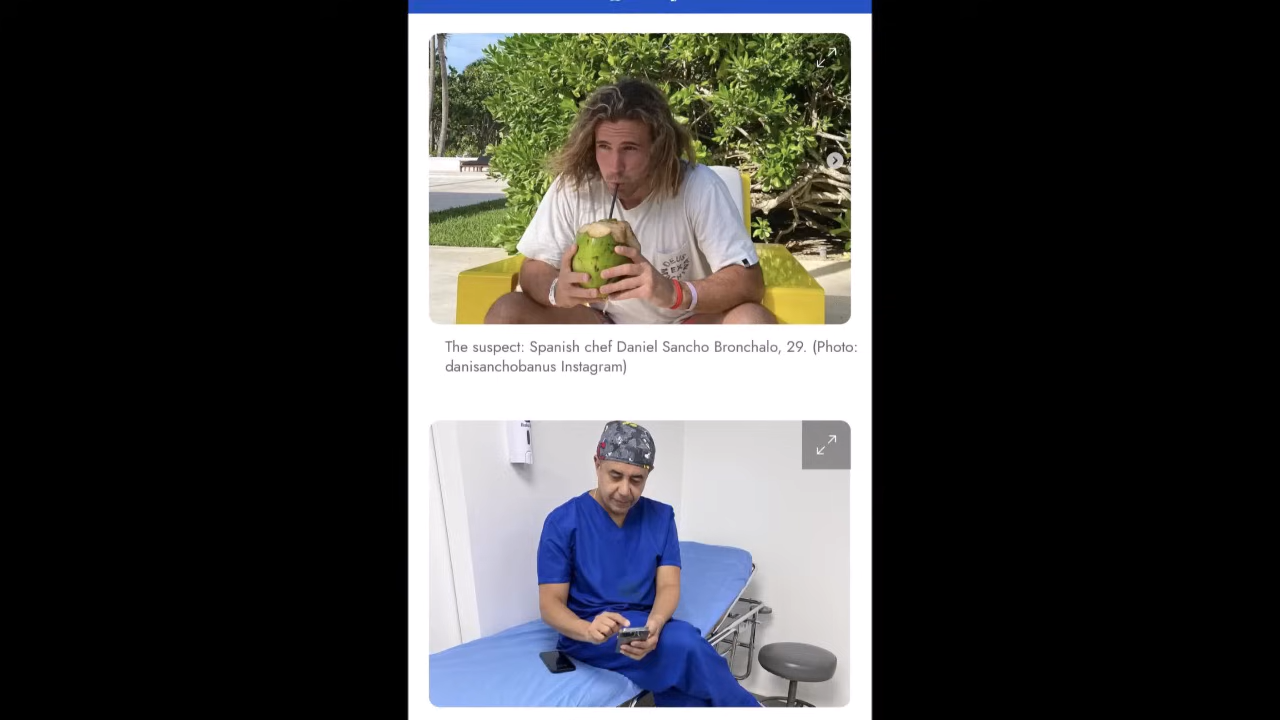 The suspect: Spanish chef Daniel Sancho Bronchalo, 29. (Photo:
danisanchobanus Instagram)